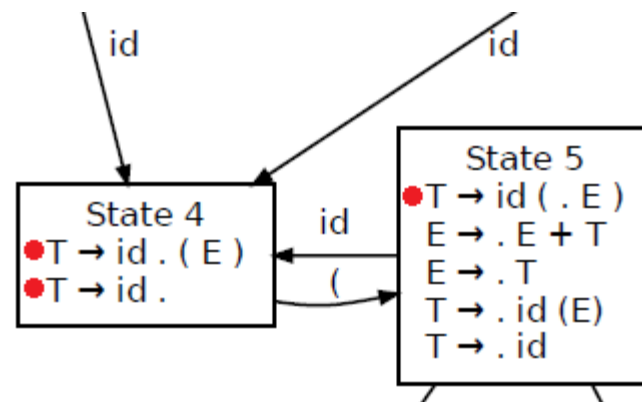 id
id
State 4
T → id . ( E )
T → id .
id
(
State 5
T → id ( . E )
E → . E + T
E → . T
T → . id (E)
T → . id